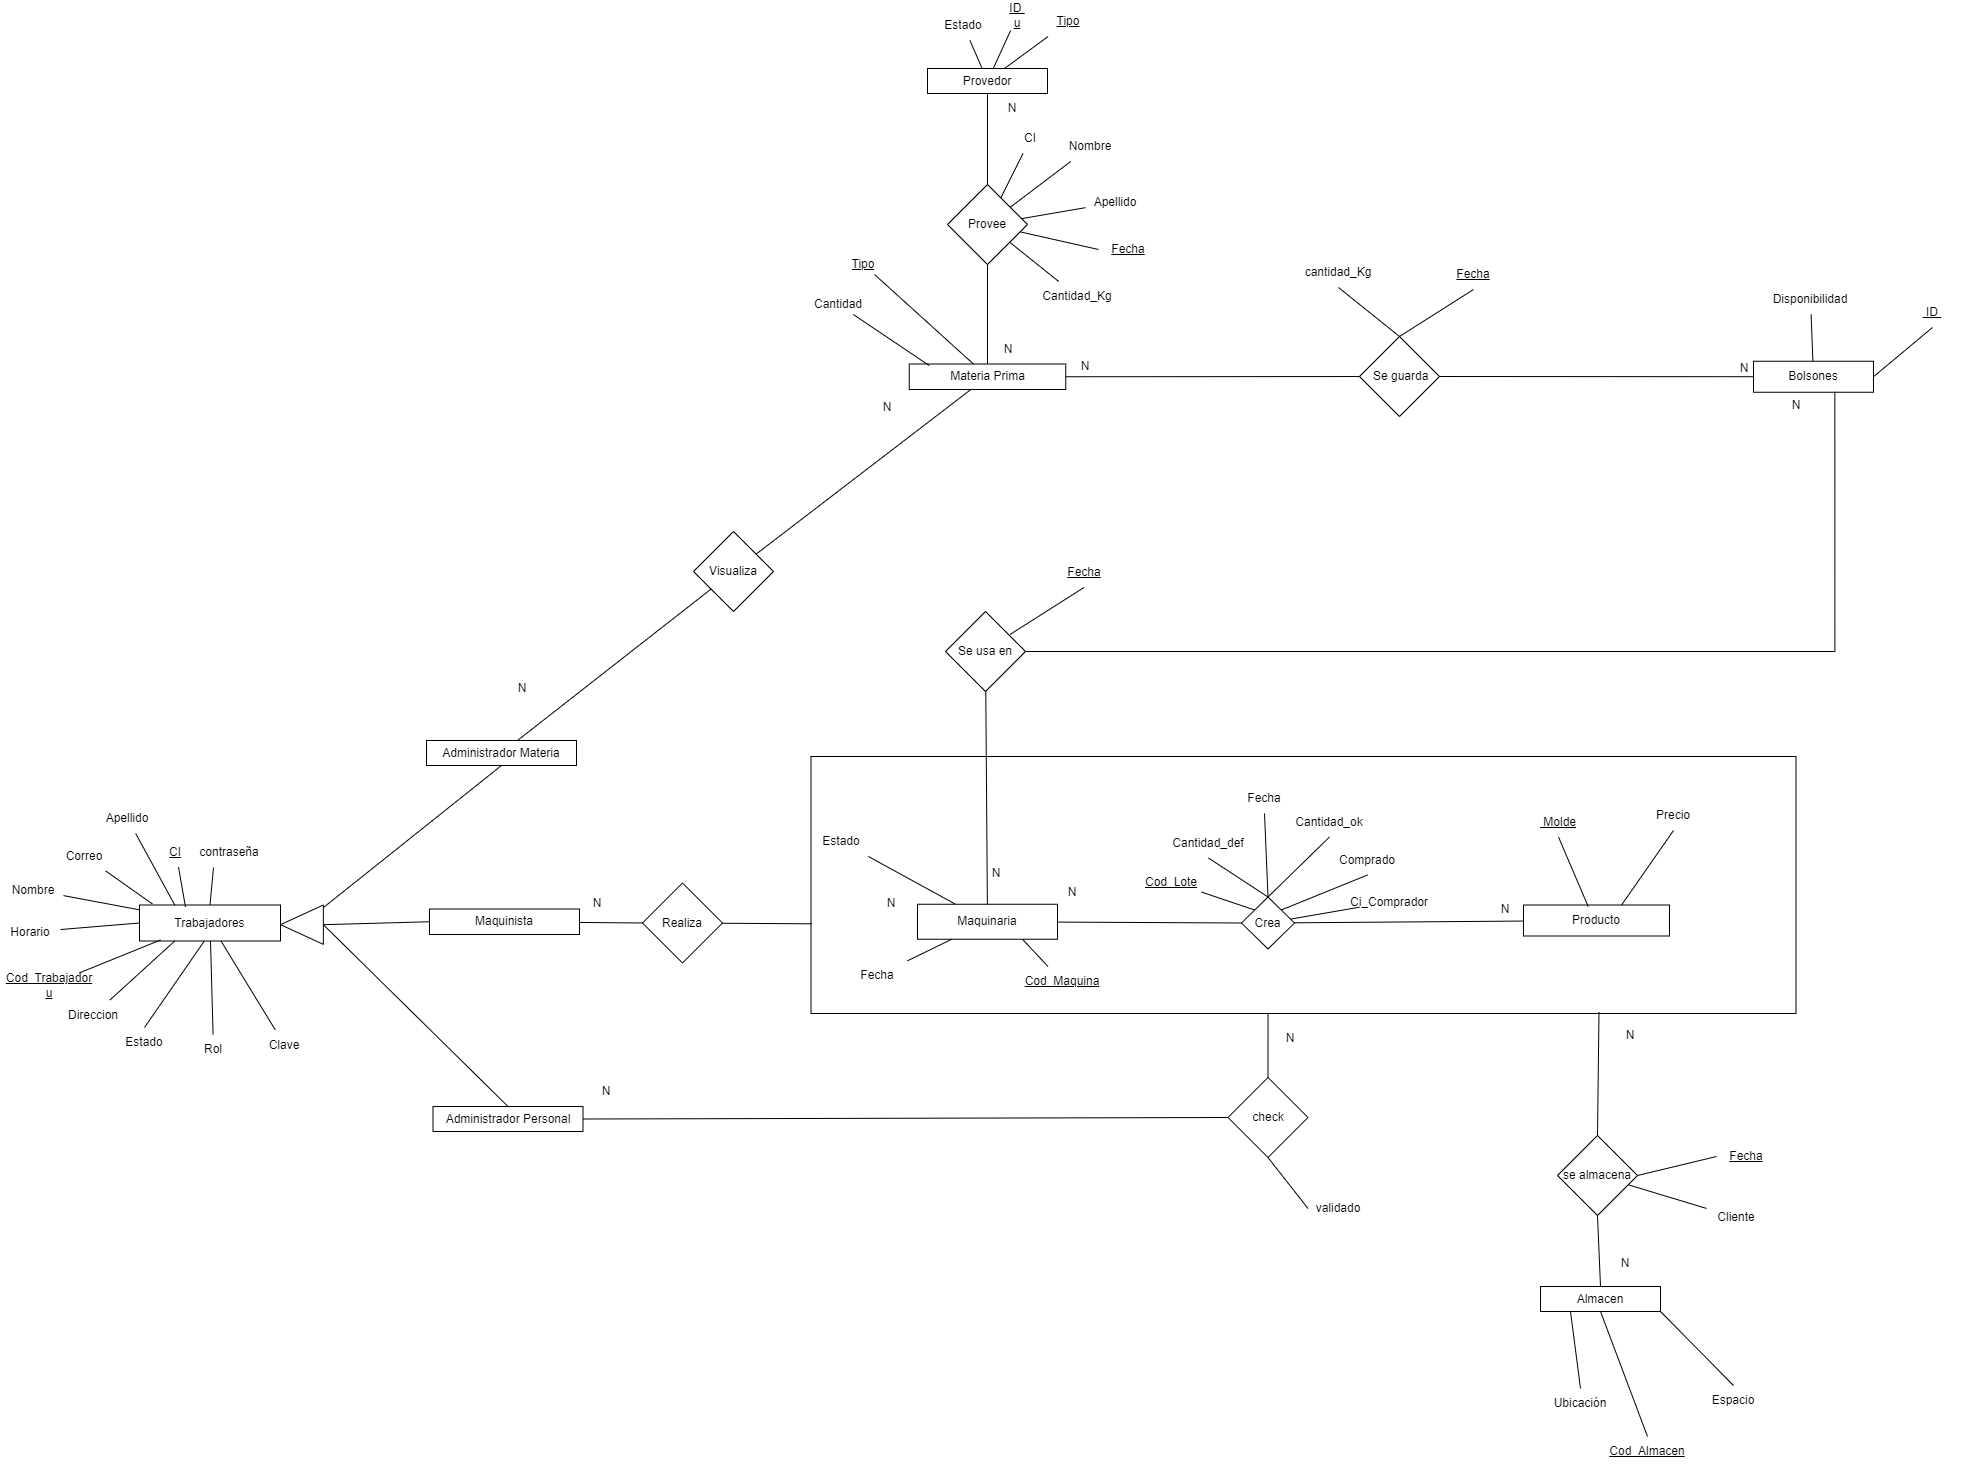 ID
u
Estado
Tipo
Provedor
N
CI
Nombre
Apellido
Provee
Fecha
Cantidad_Kg
Tipo
Cantidad
cantidad_Kg
Fecha
Disponibilidad
ID
N
Materia Prima
N
Se guarda
N
Bolsones
N
N
Visualiza
Fecha
Se usa en
N
Administrador Materia
Apellido
Correo
CI
contraseña
Nombre
Trabajadores
Horario
Cod_Trabajador
u
Direccion
Estado
Rol
Clave
Maquinista
N
Realiza
N
Estado
N
Maquinaria
N
Fecha
Cod_Maquina
Fecha
Cantidad_ok
Cantidad_def
Comprado
Cod_Lote
Ci_Comprador
Crea
Molde
Precio
N
Producto
N
N
N
Administrador Personal
check
validado
se almacena
Fecha
Cliente
N
Almacen
Ubicación
Espacio
Cod_Almacen